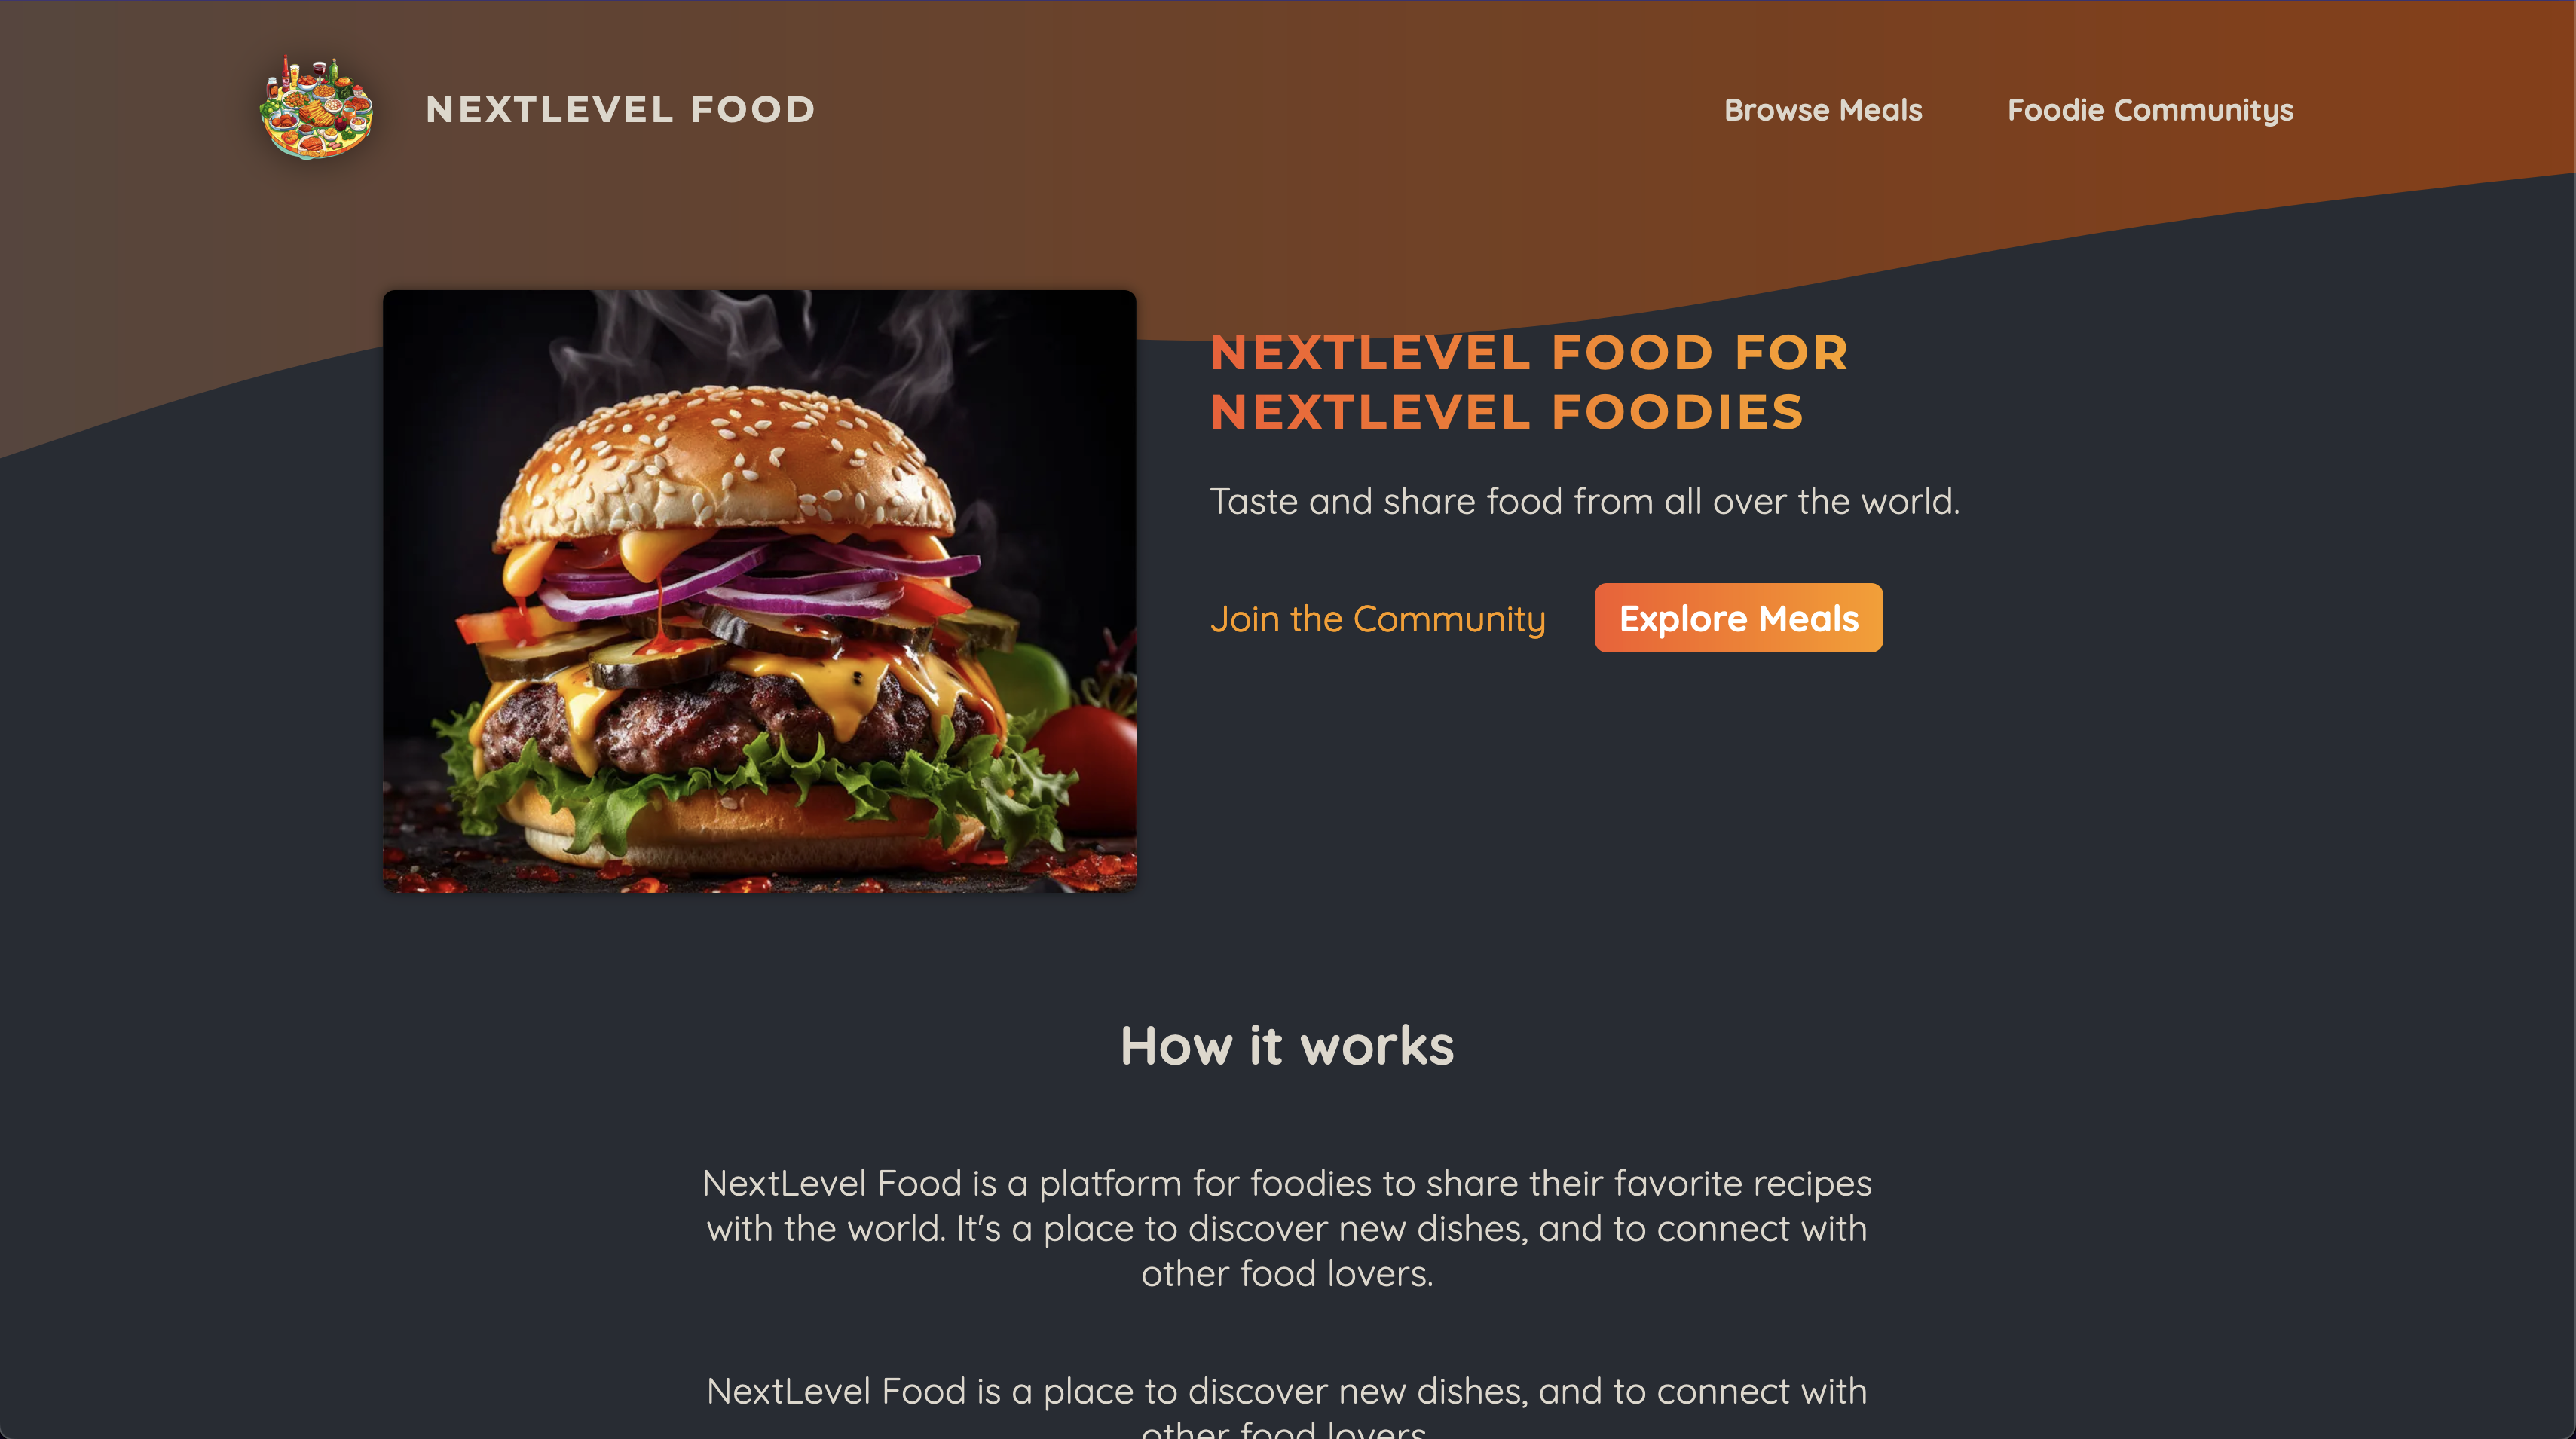 NEXTLEVEL FOOD
Browse Meals
Foodie Communitys
NEXTLEVEL FOOD FOR
NEXTLEVEL FOODIES
Taste and share food from all over the world.
Join the Community
Explore Meals
How it works
NextLevel Food is a platform for foodies to share their favorite recipes
with the world. It's a place to discover new dishes, and to connect with
other food lovers.
NextLevel Food is a place to discover new dishes, and to connect with
other food lovers.